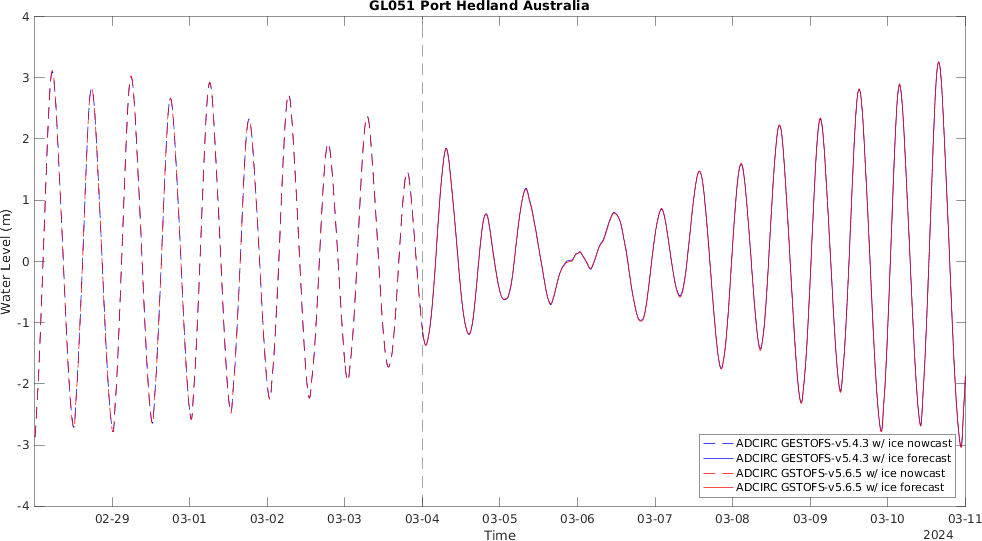 GL051 Port Hedland Australia
4
3
2
1
0
-1
-2
-3
-4
Water Level (m)
02-29 03-01 03-02 03-03 03-04 03-05 03-06 03-07 03-08 03-09 03-10 03-11
Time
2024
ADCIRC GESTOFS-v5.4.3 w/ ice nowcast
ADCIRC GESTOFS-v5.4.3 w/ ice forecast
ADCIRC GSTOFS-v5.6.5 w/ ice nowcast
ADCIRC GSTOFS-v5.6.5 w/ ice forecast